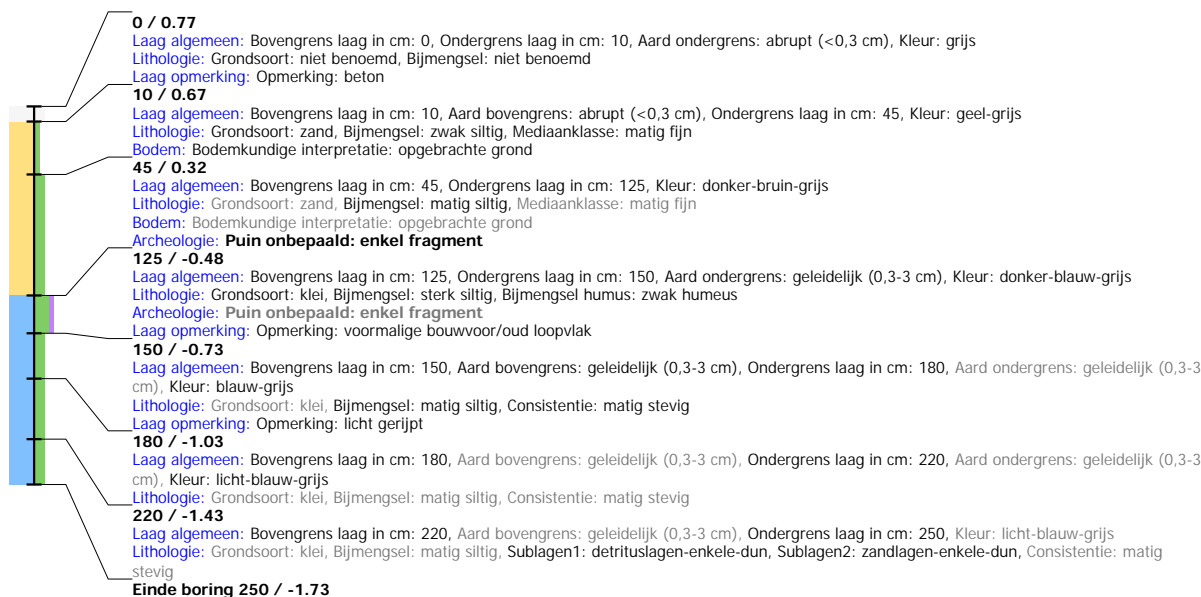 0 / 0.77
Laag algemeen: Bovengrens laag in cm: 0, Ondergrens laag in cm: 10, Aard ondergrens: abrupt (<0,3 cm), Kleur: grijs
Lithologie: Grondsoort: niet benoemd, Bijmengsel: niet benoemd
Laag opmerking: Opmerking: beton
10 / 0.67
Laag algemeen: Bovengrens laag in cm: 10, Aard bovengrens: abrupt (<0,3 cm), Ondergrens laag in cm: 45, Kleur: geel-grijs
Lithologie: Grondsoort: zand, Bijmengsel: zwak siltig, Mediaanklasse: matig fijn
Bodem: Bodemkundige interpretatie: opgebrachte grond
45 / 0.32
Laag algemeen: Bovengrens laag in cm: 45, Ondergrens laag in cm: 125, Kleur: donker-bruin-grijs
Lithologie: Grondsoort: zand, Bijmengsel: matig siltig, Mediaanklasse: matig fijn
Bodem: Bodemkundige interpretatie: opgebrachte grond
Archeologie: Puin onbepaald: enkel fragment
125 / -0.48
Laag algemeen: Bovengrens laag in cm: 125, Ondergrens laag in cm: 150, Aard ondergrens: geleidelijk (0,3-3 cm), Kleur: donker-blauw-grijs
Lithologie: Grondsoort: klei, Bijmengsel: sterk siltig, Bijmengsel humus: zwak humeus
Archeologie: Puin onbepaald: enkel fragment
Laag opmerking: Opmerking: voormalige bouwvoor/oud loopvlak
150 / -0.73
Laag algemeen: Bovengrens laag in cm: 150, Aard bovengrens: geleidelijk (0,3-3 cm), Ondergrens laag in cm: 180, Aard ondergrens: geleidelijk (0,3-3
cm), Kleur: blauw-grijs
Lithologie: Grondsoort: klei, Bijmengsel: matig siltig, Consistentie: matig stevig
Laag opmerking: Opmerking: licht gerijpt
180 / -1.03
Laag algemeen: Bovengrens laag in cm: 180, Aard bovengrens: geleidelijk (0,3-3 cm), Ondergrens laag in cm: 220, Aard ondergrens: geleidelijk (0,3-3
cm), Kleur: licht-blauw-grijs
Lithologie: Grondsoort: klei, Bijmengsel: matig siltig, Consistentie: matig stevig
220 / -1.43
Laag algemeen: Bovengrens laag in cm: 220, Aard bovengrens: geleidelijk (0,3-3 cm), Ondergrens laag in cm: 250, Kleur: licht-blauw-grijs
Lithologie: Grondsoort: klei, Bijmengsel: matig siltig, Sublagen1: detrituslagen-enkele-dun, Sublagen2: zandlagen-enkele-dun, Consistentie: matig
stevig
Einde boring 250 / -1.73